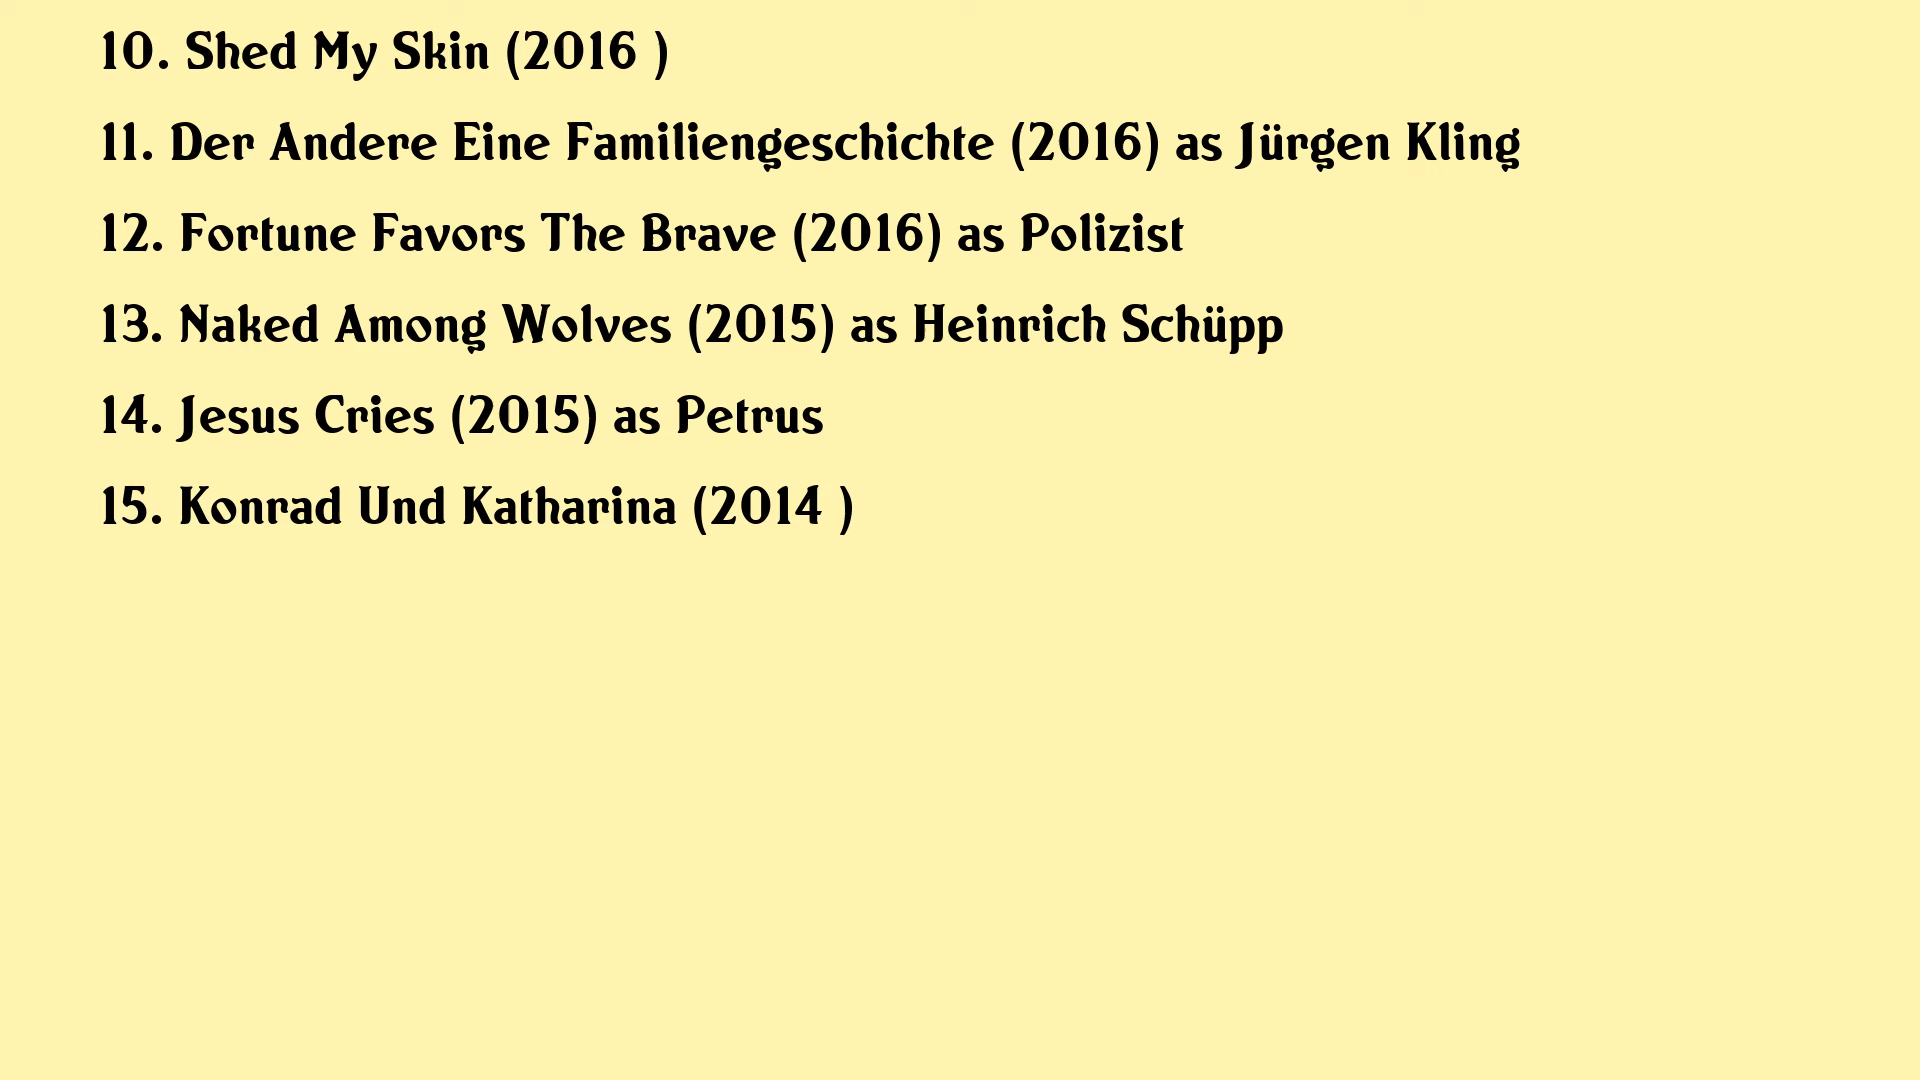 10. Shed My Skin (2016 )
11. Der Andere Eine Familiengeschichte (2016) as Jürgen Kling
12. Fortune Favors The Brave (2016) as Polizist
13. Naked Among Wolves (2015) as Heinrich Schüpp
14. Jesus Cries (2015) as Petrus
15. Konrad Und Katharina (2014 )